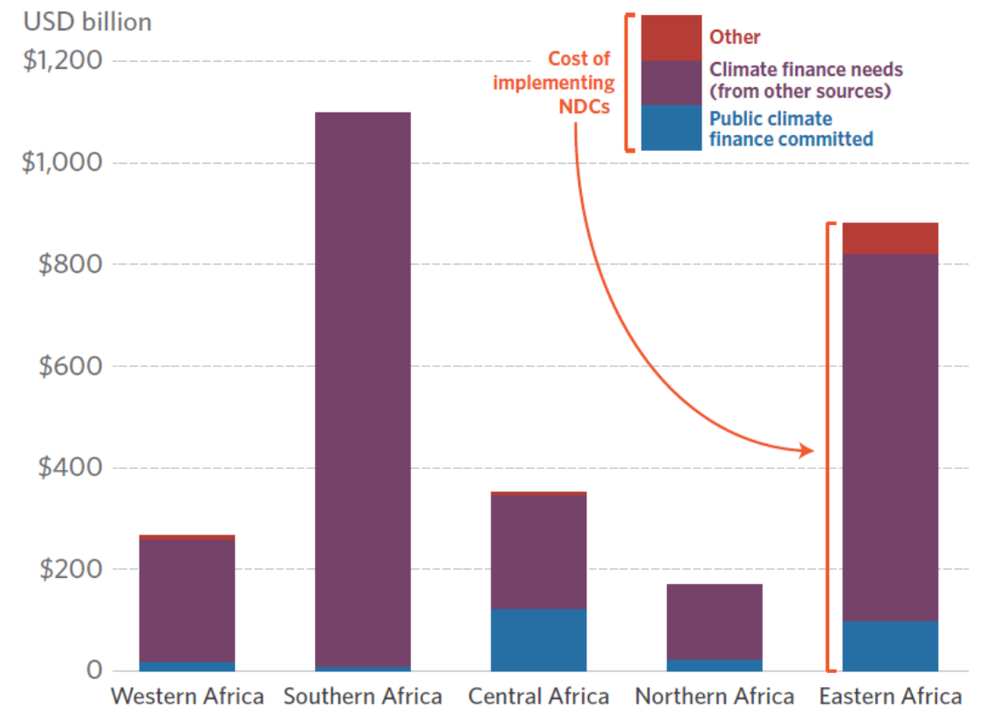 USD billion
$1,200
$1,000
$800
$600
$400
$200
0
Cost of
implementing
NDCs
Other
Climate finance needs
(from other sources)
Public climate
finance committed
Western Africa
Southern Africa
Central Africa
Northern Africa
Eastern Africa